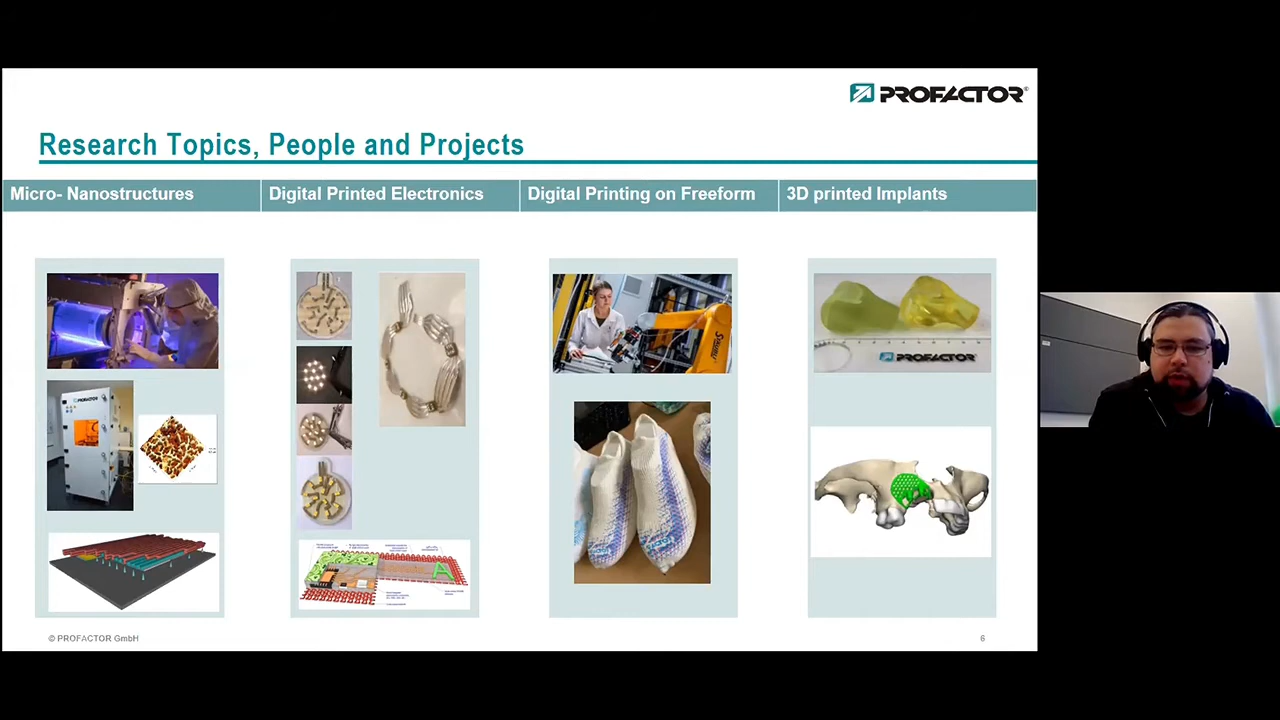 PROFACTOR®
Research Topics, People and Projects
Micro- Nanostructures
Digital Printed Electronics
Digital Printing on Freeform
3D printed Implants
PROFACTOR
PROFACTOR
A
© PROFACTOR GmbH
6